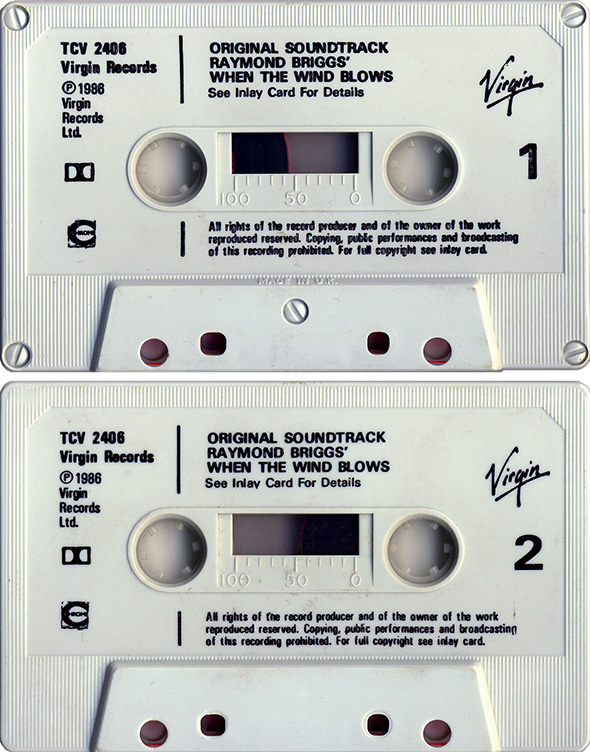 TCV 2406
Virgin Records
Ⓟ 1986
Virgin
Records
Ltd.
ORIGINAL SOUNDTRACK
RAYMOND BRIGGS'
WHEN THE WIND BLOWS
See Inlay Card For Details
Virgin
1
100 50 0
CHROME
All rights of the record producer and of the owner of the work
reproduced reserved. Copying, public performances and broadcasting
of this recording prohibited. For full copyright see inlay card.
MADE IN U.K.
TCV 2406
Virgin Records
Ⓟ 1986
Virgin
Records
Ltd.
ORIGINAL SOUNDTRACK
RAYMOND BRIGGS'
WHEN THE WIND BLOWS
See Inlay Card For Details
Virgin
2
100 50 0
CHROME
All rights of the record producer and of the owner of the work
reproduced reserved. Copying, public performances and broadcasting
of this recording prohibited. For full copyright see inlay card.